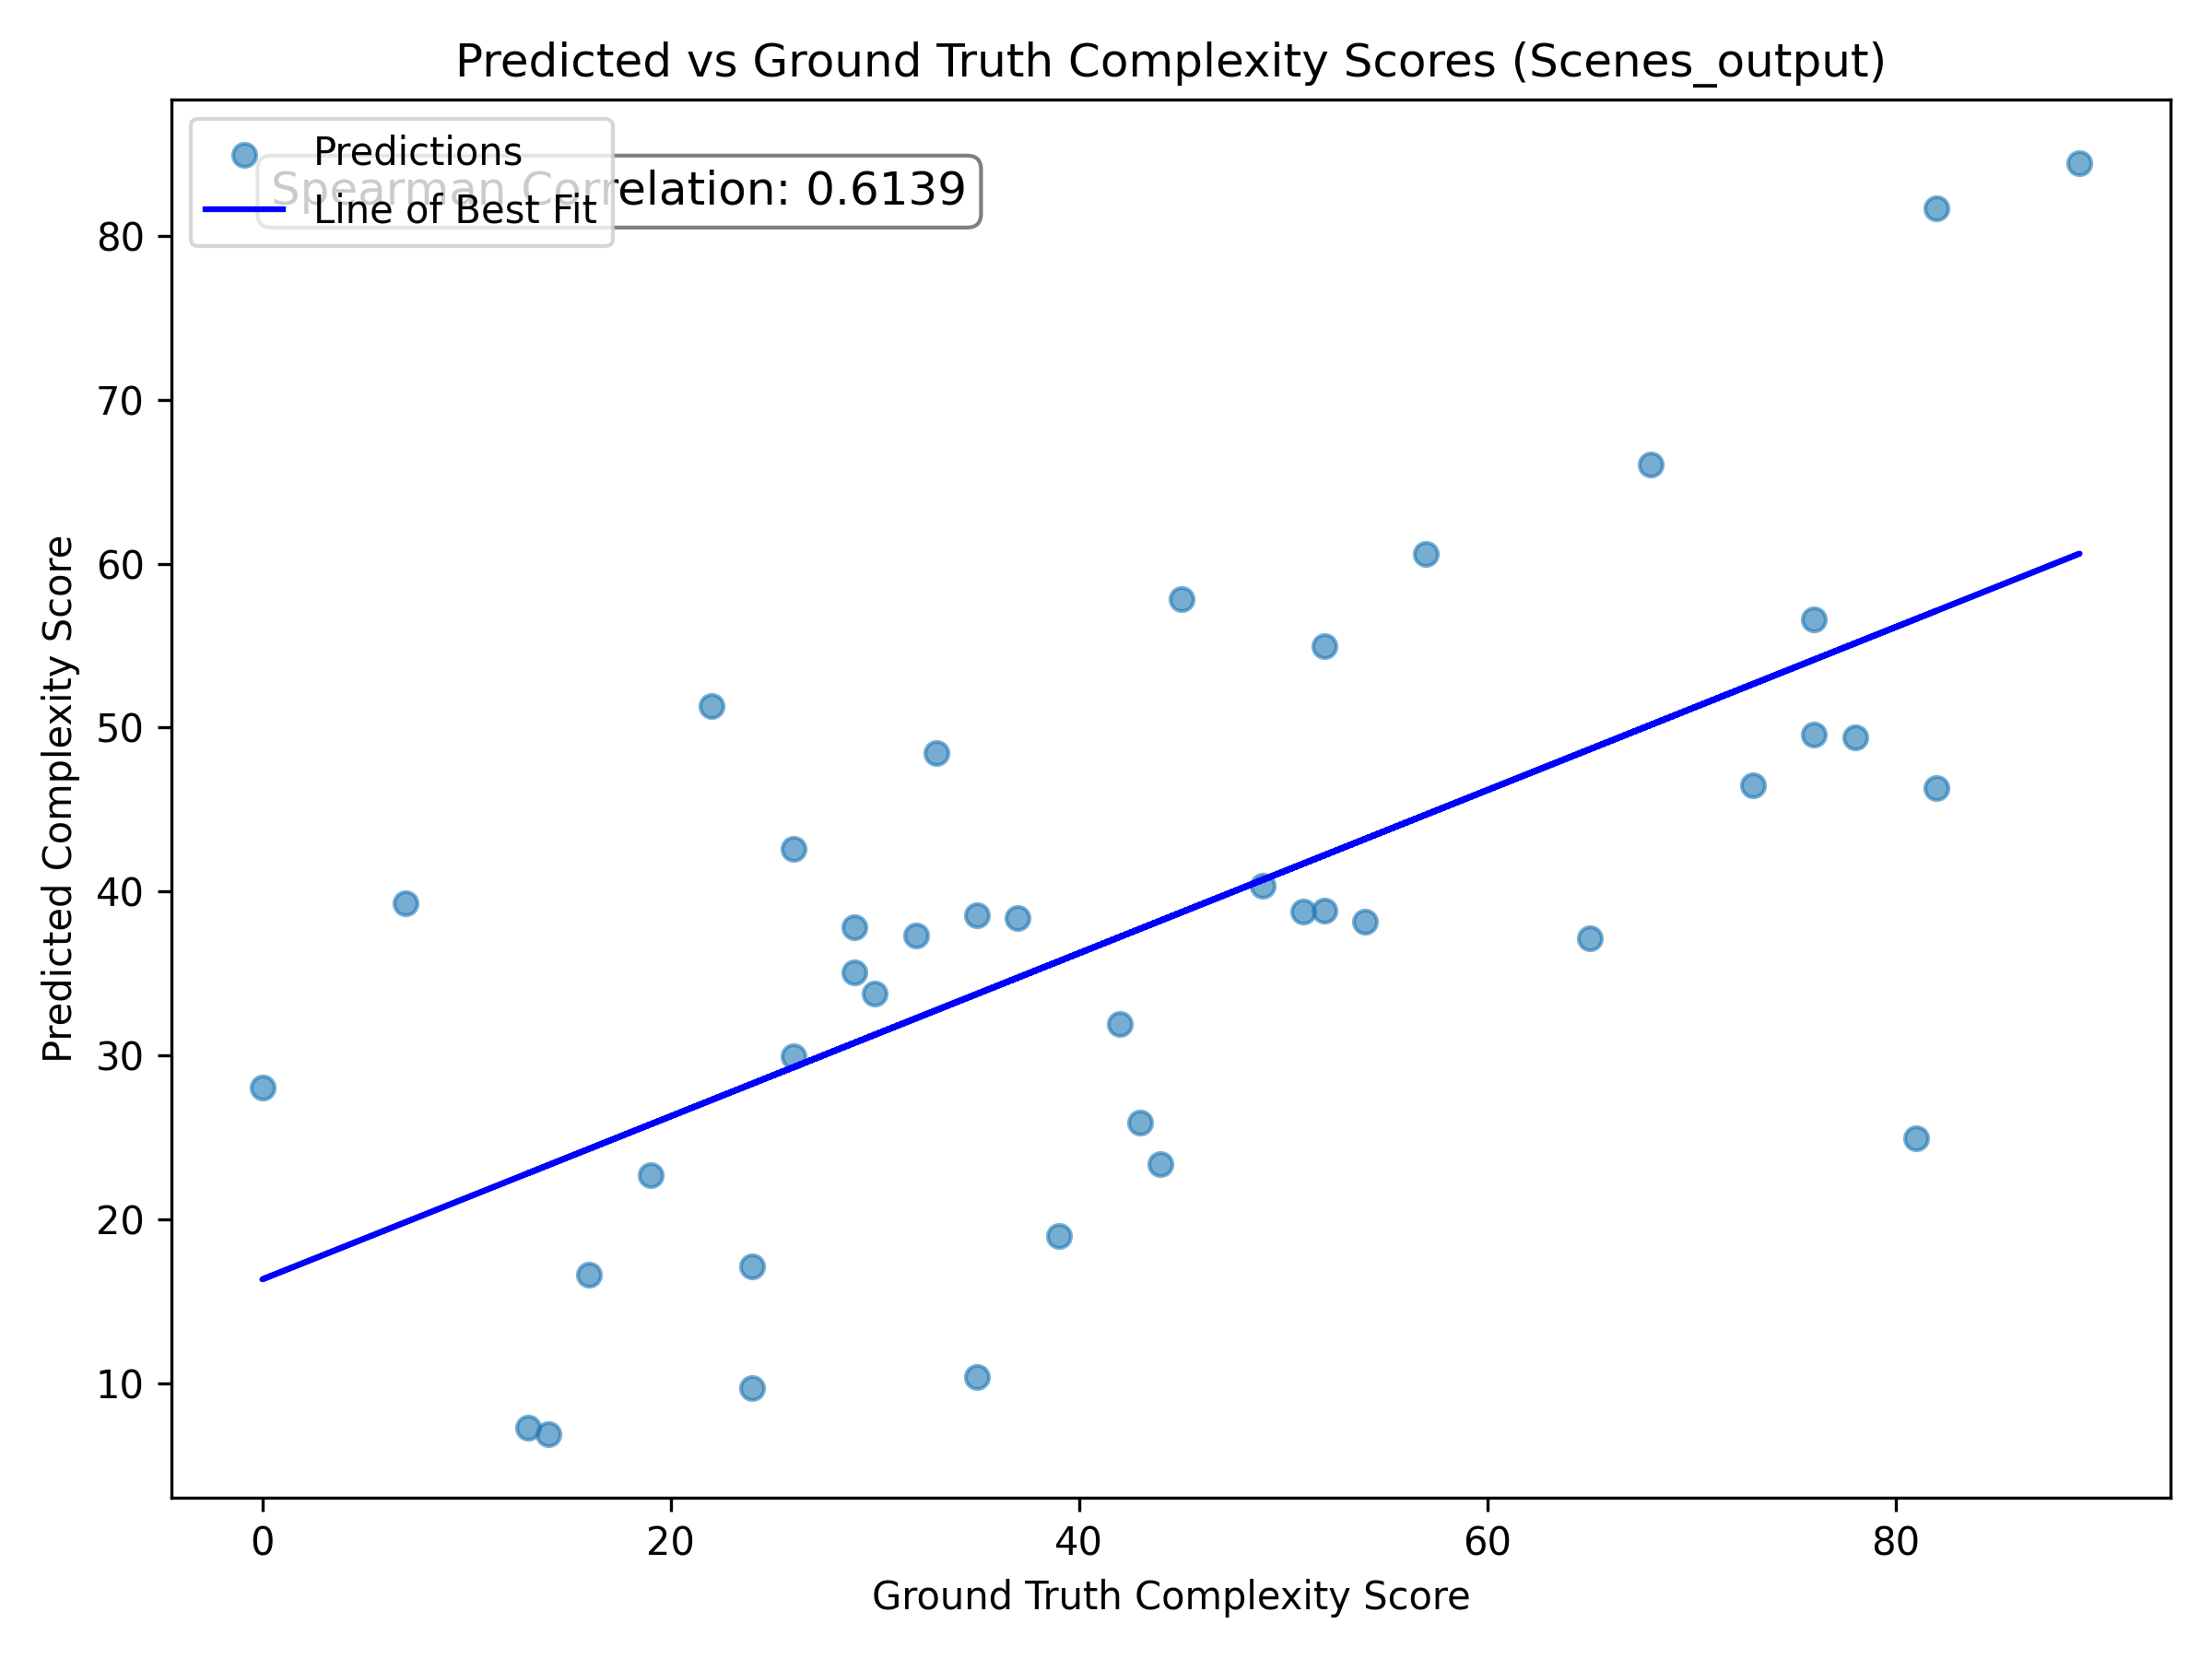 Predicted vs Ground Truth Complexity Scores (Scenes_output)
Predictions
Spearman Correlation: 0.6139
Line of Best Fit
80
70
60
50
40
30
20
10
Predicted Complexity Score
0 20 40 60 80
Ground Truth Complexity Score